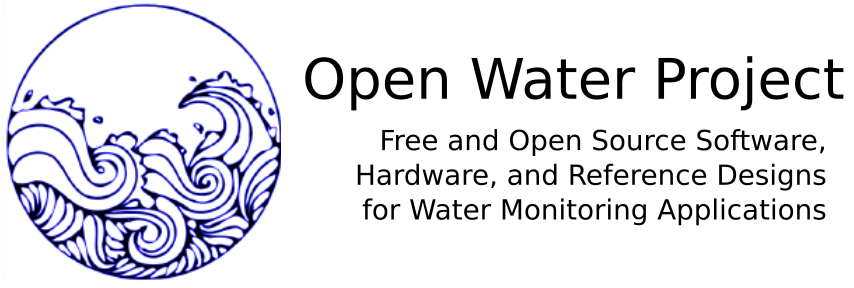 Open Water Project
Free and Open Source Software,
Hardware, and Reference Designs
for Water Monitoring Applications